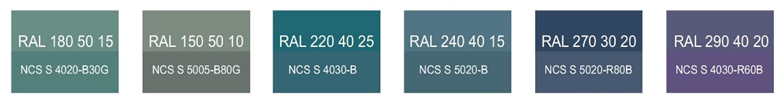 RAL 180 50 15
NCS S 4020-B30G
RAL 150 50 10
NCS S 5005-B80G
RAL 220 40 25
NCS S 4030-B
RAL 240 40 15
NCS S 5020-B
RAL 270 30 20
NCS S 5020-R80B
RAL 290 40 20
NCS S 4030-R60B